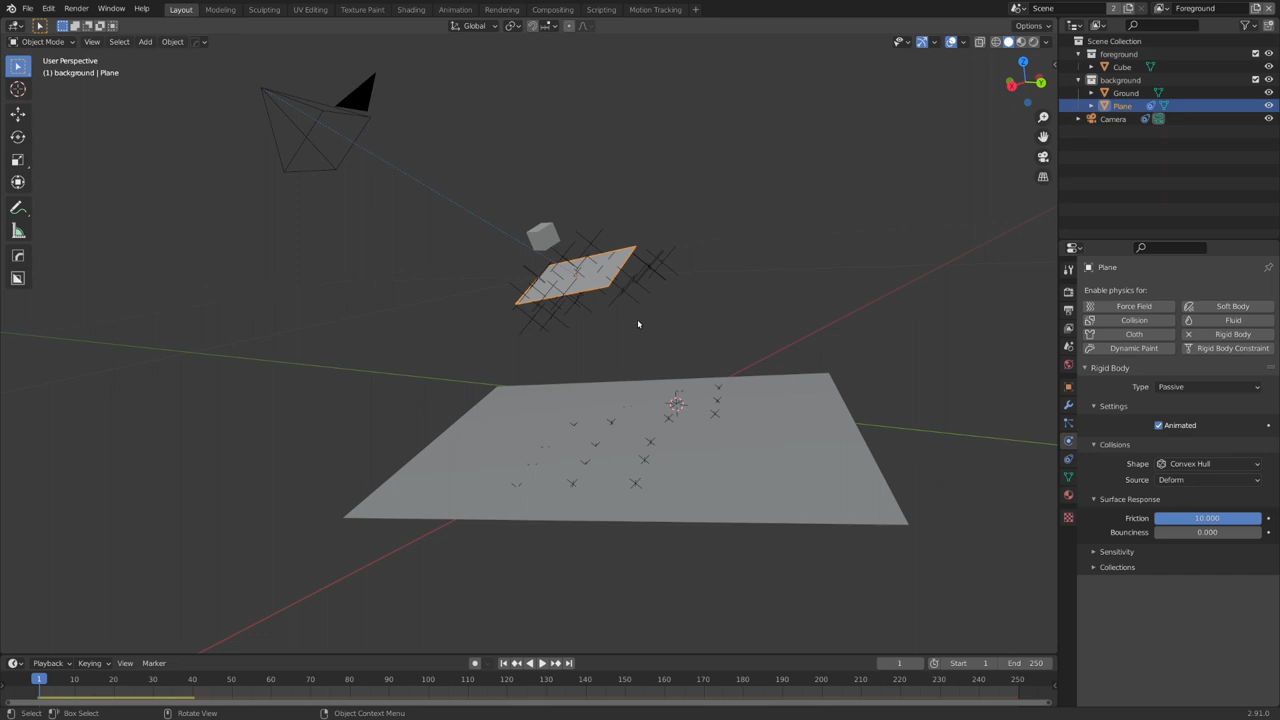 File Edit Render Window Help Layout Modeling Sculpting UV Editing Texture Paint Shading Animation Compositing Rendering Geometry Nodes Scripting Motion Tracking + Scene 2 Foreground
Global Options
Object Mode View Select Add Object
User Perspective
(1) background | Plane
Z
Y
X
Scene Collection
foreground
Cube
background
Ground
Plane
Camera
Plane
Enable physics for:
Force Field Soft Body
Collision Fluid
Cloth Rigid Body
Dynamic Paint Rigid Body Constraint
Rigid Body
Type Passive
Settings
Animated
Collisions
Shape Convex Hull
Source Deform
Surface Response
Friction 10.000
Bounciness 0.000
Sensitivity
Collections
Playback Keying View Marker 1 Start 1 End 250
1 10 20 30 40 50 60 70 80 90 100 110 120 130 140 150 160 170 180 190 200 210 220 230 240 250
Select Box Select Rotate View Object Context Menu 2.91.0